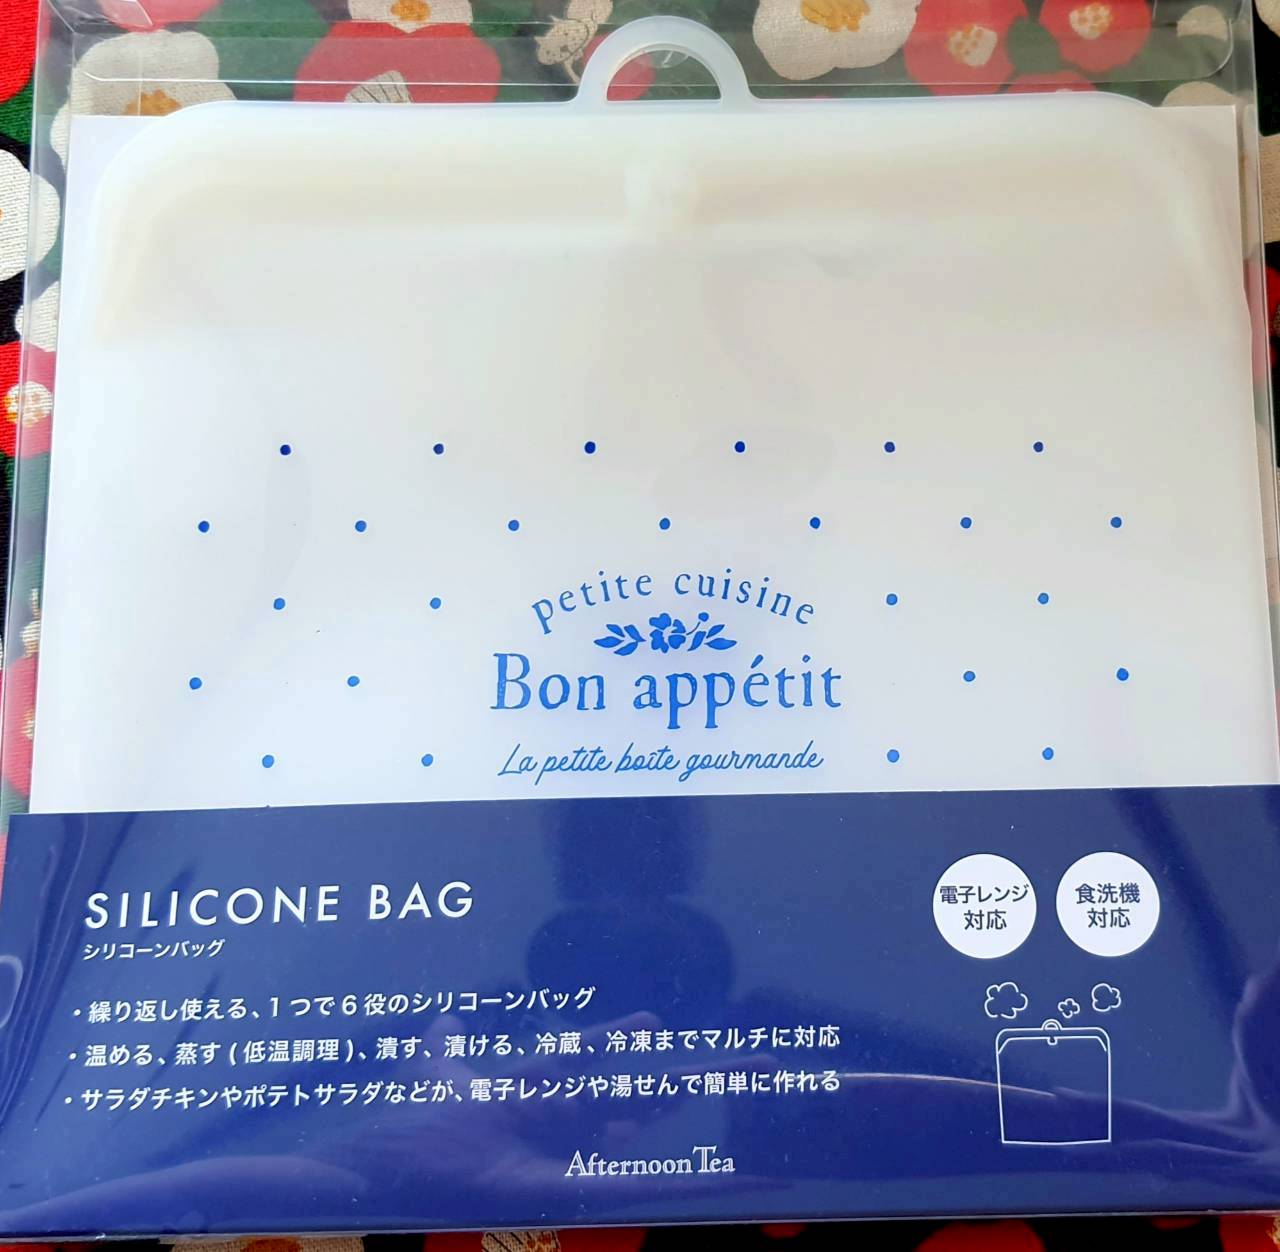 petite cuisine
Bon appétit
La petite boîte gourmande
SILICONE BAG
シリコーンバッグ
電子レンジ
対応
食洗機
対応
・繰り返し使える、1つで6役のシリコーンバッグ
・温める、蒸す(低温調理)、潰す、漬ける、冷蔵、冷凍までマルチに対応
・サラダチキンやポテトサラダなどが、電子レンジや湯せんで簡単に作れる
Afternoon Tea